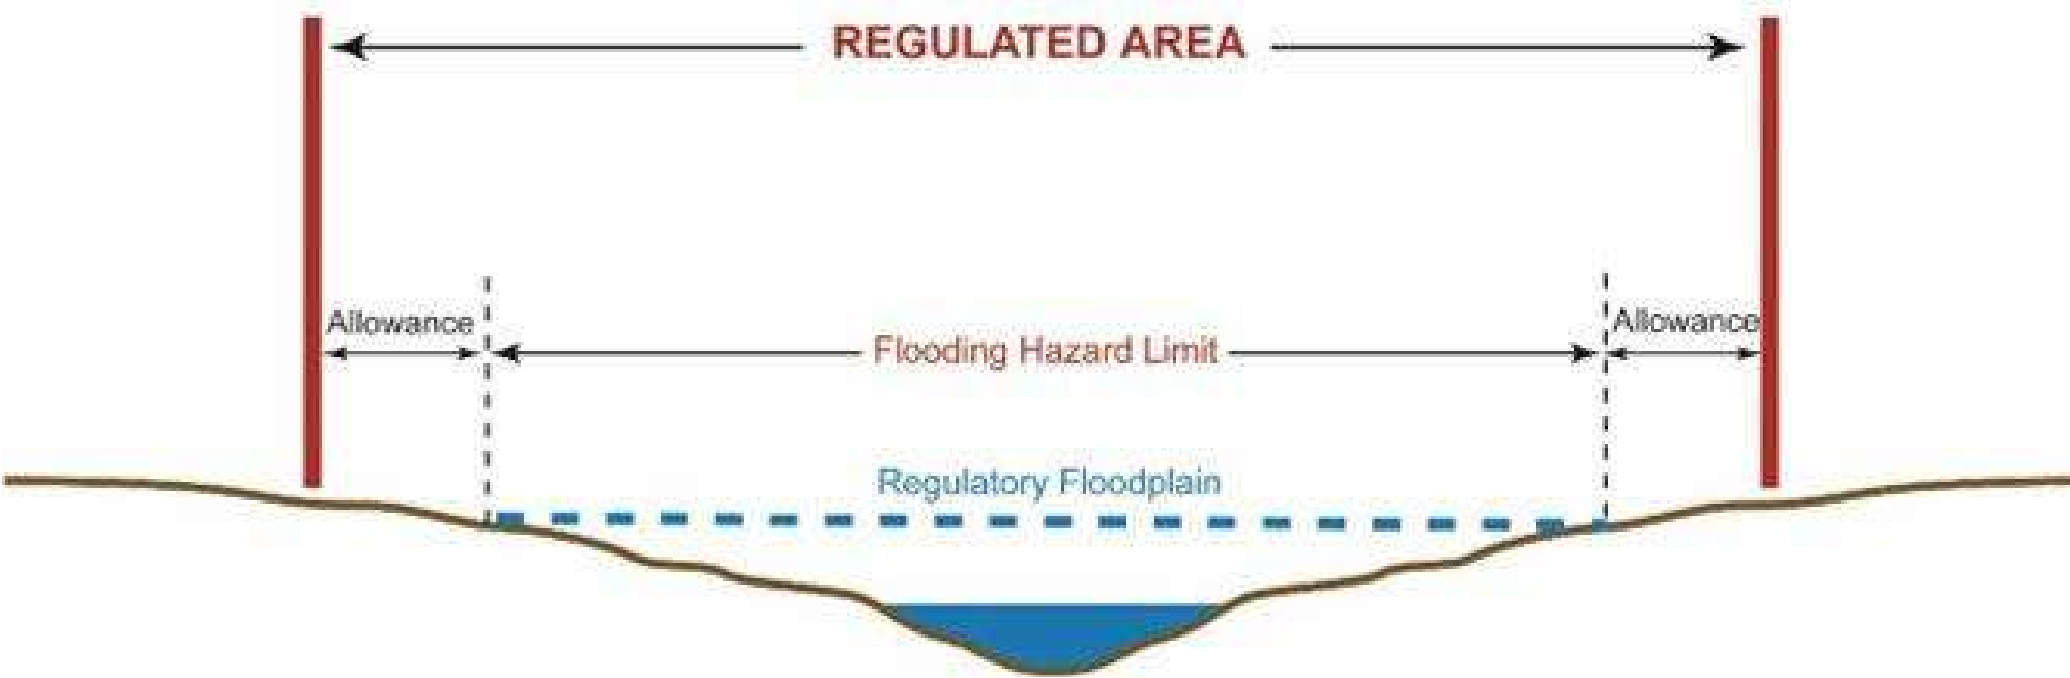 REGULATED AREA
Allowance
Allowance
Flooding Hazard Limit
Regulatory Floodplain